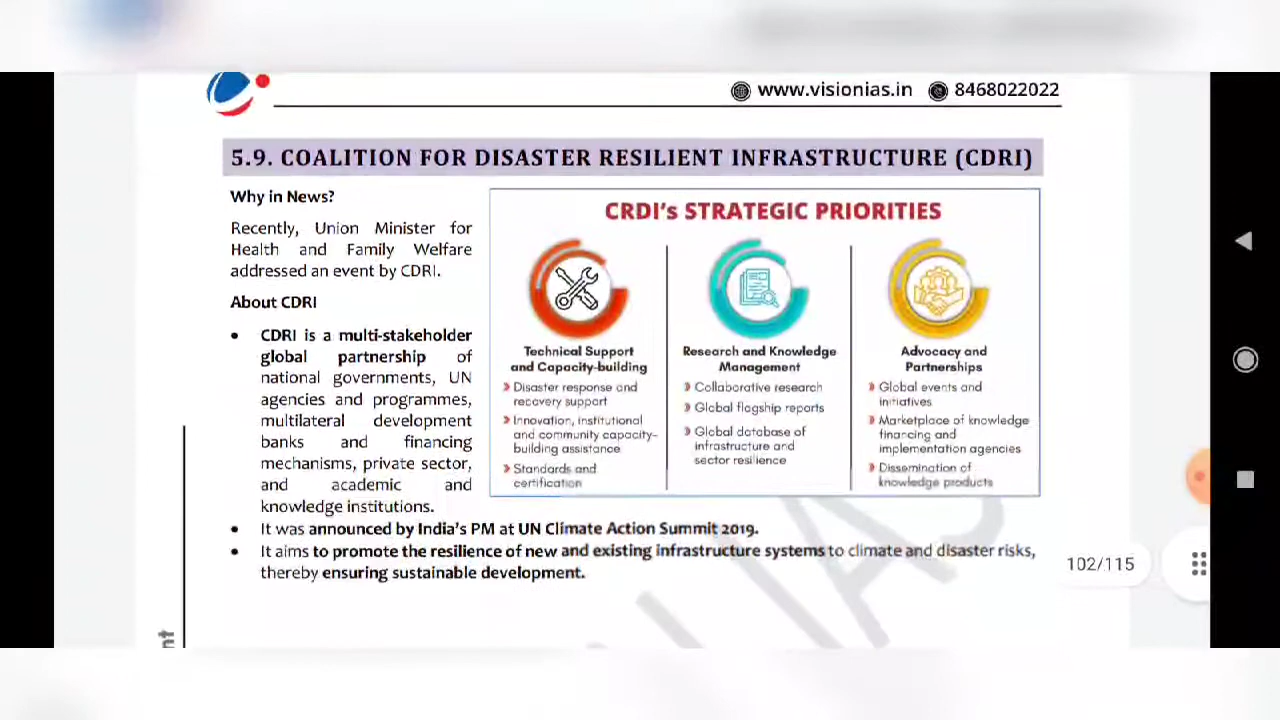 www.visionias.in 8468022022
5.9. COALITION FOR DISASTER RESILIENT INFRASTRUCTURE (CDRI)
Why in News?
Recently, Union Minister for
Health and Family Welfare
addressed an event by CDRI.
About CDRI
• CDRI is a multi-stakeholder
global partnership of
national governments, UN
agencies and programmes,
multilateral development
banks and financing
mechanisms, private sector,
and academic and
knowledge institutions.
CRDI's STRATEGIC PRIORITIES
Technical Support
and Capacity-building
» Disaster response and
recovery support
» Innovation, institutional
and community capacity-
building assistance
» Standards and
certification
Research and Knowledge
Management
» Collaborative research
» Global flagship reports
» Global database of
infrastructure and
sector resilience
Advocacy and
Partnerships
» Global events and
initiatives
» Marketplace of knowledge
financing and
implementation agencies
» Dissemination of
knowledge products
• It was announced by India's PM at UN Climate Action Summit 2019.
• It aims to promote the resilience of new and existing infrastructure systems to climate and disaster risks,
thereby ensuring sustainable development.
102/115